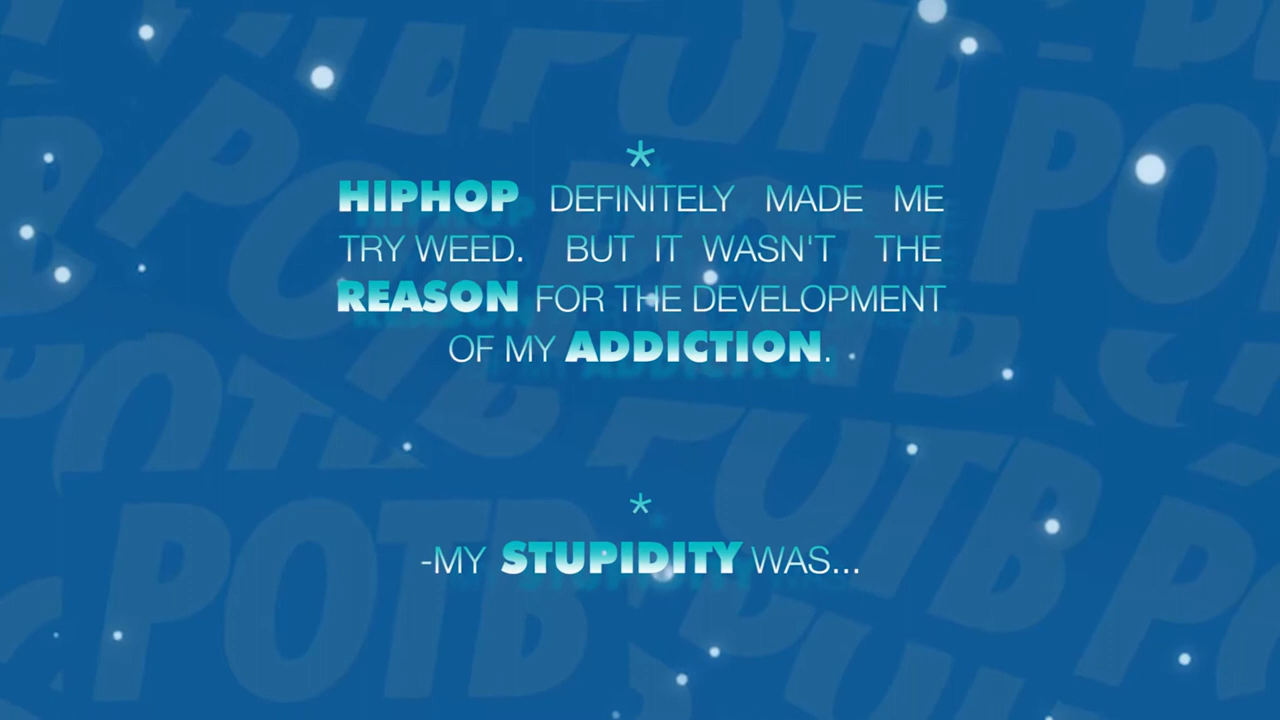 *
HIPHOP DEFINITELY MADE ME
TRY WEED. BUT IT WASN'T THE
REASON FOR THE DEVELOPMENT
OF MY ADDICTION.
*
-MY STUPIDITY WAS...
POTB